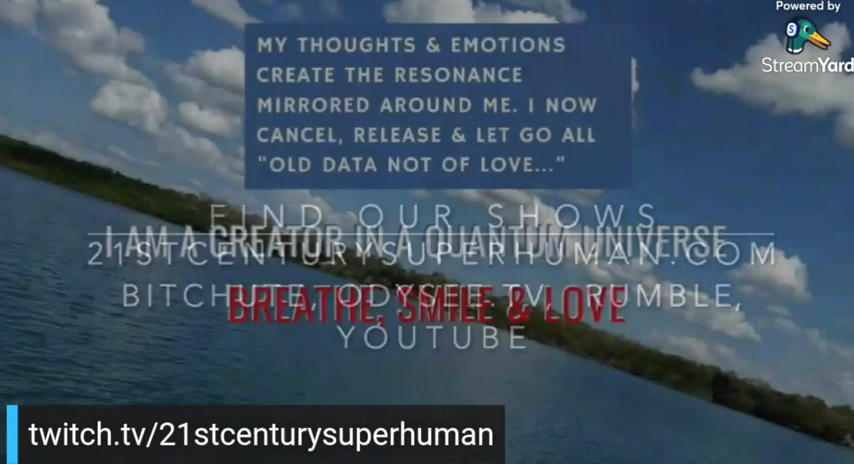 Powered by
StreamYard
MY THOUGHTS & EMOTIONS
CREATE THE RESONANCE
MIRRORED AROUND ME. I NOW
CANCEL, RELEASE & LET GO ALL
"OLD DATA NOT OF LOVE..."
FIND OUR SHOWS
I AM A CREATOR IN A QUANTUM UNIVERSE
21STCENTURYSUPERHUMAN.COM
BITCHUTE, ODYSEE TV, RUMBLE,
BREATHE, SMILE & LOVE
YOUTUBE
twitch.tv/21stcenturysuperhuman